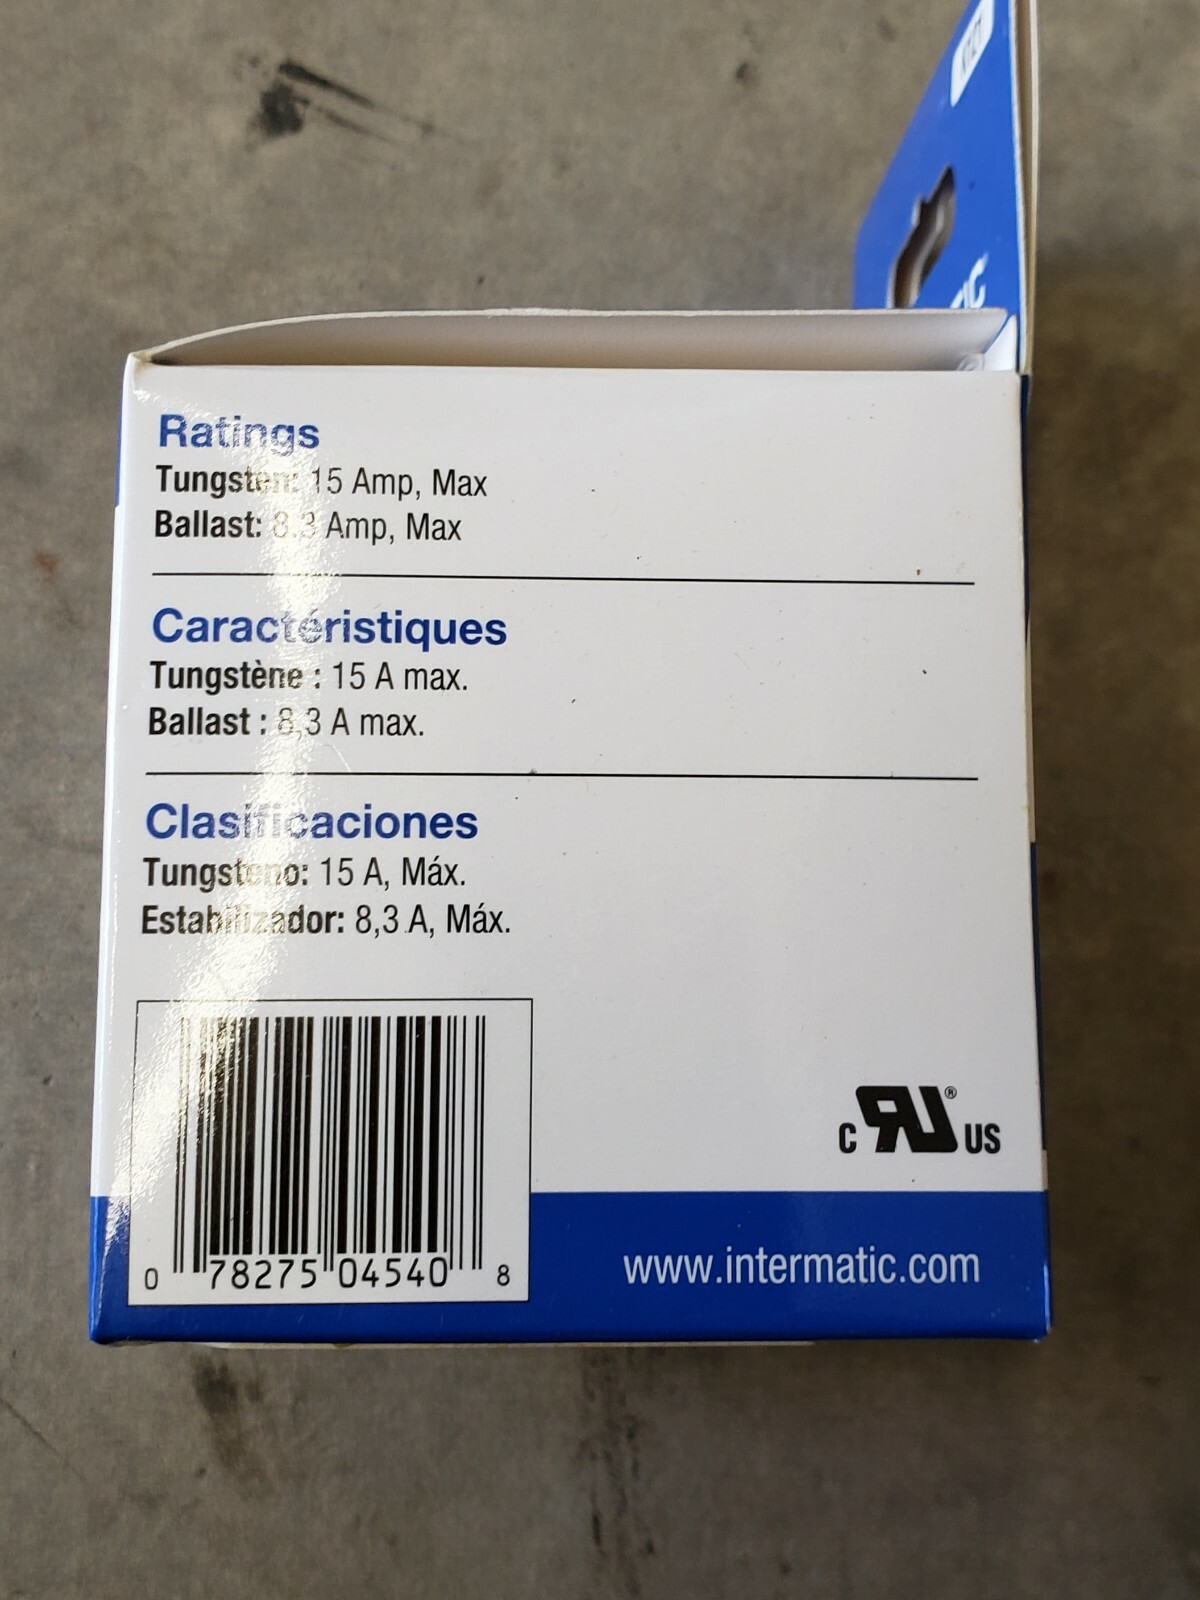 Ratings
Tungsten: 15 Amp, Max
Ballast: 8.3 Amp, Max
Caractéristiques
Tungstène : 15 A max.
Ballast : 8,3 A max.
Clasificaciones
Tungsteno: 15 A, Máx.
Estabilizador: 8,3 A, Máx.
0 78275 04540 8
C RU® US
www.intermatic.com